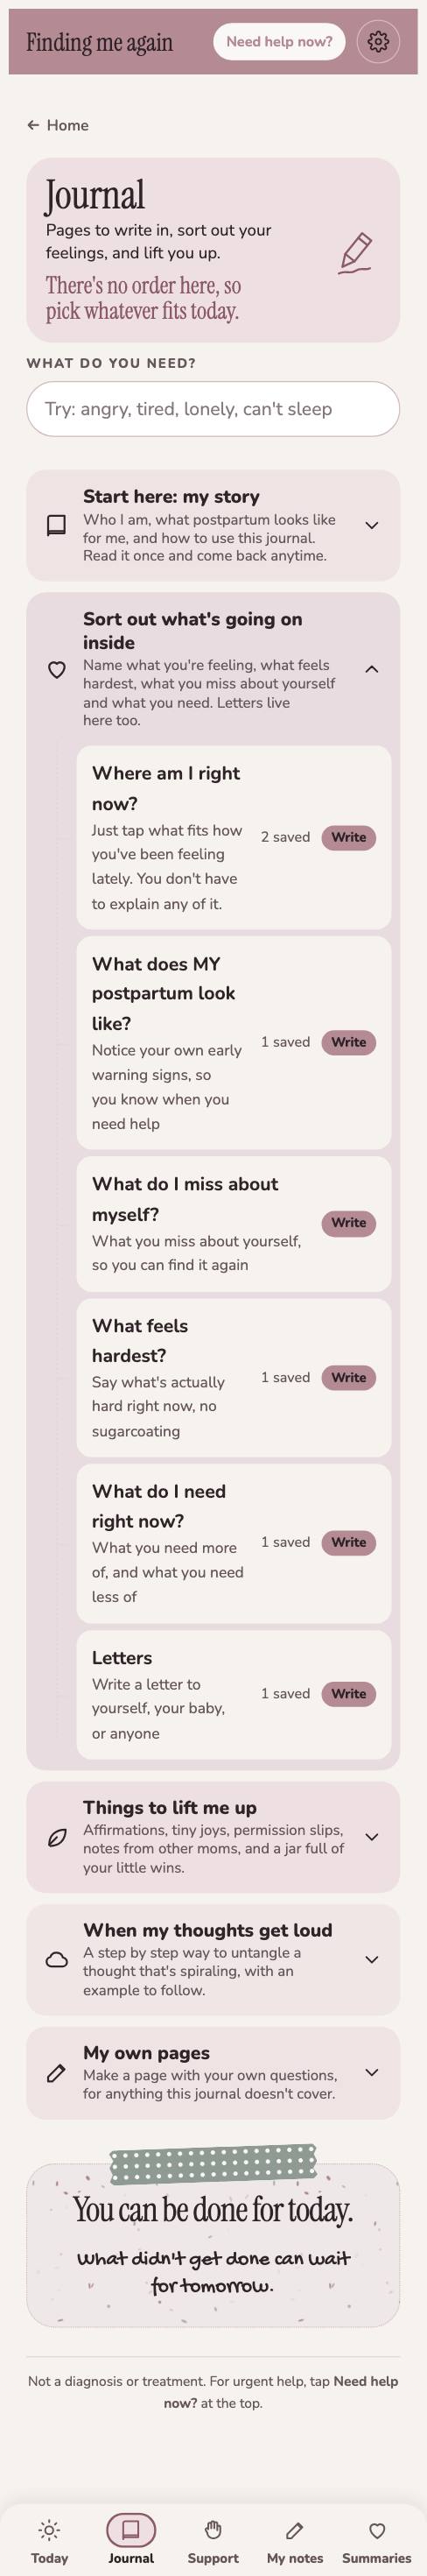 Finding me again
Need help now?
← Home
Journal
Pages to write in, sort out your
feelings, and lift you up.
There's no order here, so
pick whatever fits today.
WHAT DO YOU NEED?
Try: angry, tired, lonely, can't sleep
Start here: my story
Who I am, what postpartum looks like
for me, and how to use this journal.
Read it once and come back anytime.
Sort out what's going on
inside
Name what you're feeling, what feels
hardest, what you miss about yourself
and what you need. Letters live
here too.
Where am I right
now?
Just tap what fits how
you've been feeling
lately. You don't have
to explain any of it.
2 saved
Write
What does MY
postpartum look
like?
Notice your own early
warning signs, so
you know when you
need help
1 saved
Write
What do I miss about
myself?
What you miss about yourself,
so you can find it again
Write
What feels
hardest?
Say what's actually
hard right now, no
sugarcoating
1 saved
Write
What do I need
right now?
What you need more
of, and what you need
less of
1 saved
Write
Letters
Write a letter to
yourself, your baby,
or anyone
1 saved
Write
Things to lift me up
Affirmations, tiny joys, permission slips,
notes from other moms, and a jar full of
your little wins.
When my thoughts get loud
A step by step way to untangle a
thought that's spiraling, with an
example to follow.
My own pages
Make a page with your own questions,
for anything this journal doesn't cover.
You can be done for today.
What didn't get done can wait
for tomorrow.
Not a diagnosis or treatment. For urgent help, tap Need help
now? at the top.
Today
Journal
Support
My notes
Summaries